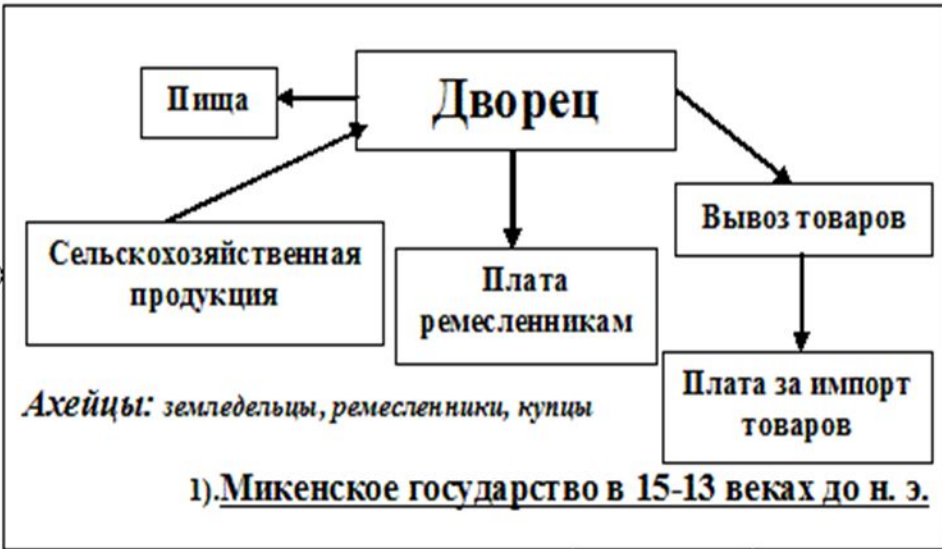 Дворец
Пища
Сельскохозяйственная
продукция
Плата
ремесленникам
Вывоз товаров
Плата за импорт
товаров
Ахейцы: земледельцы, ремесленники, купцы
1).Микенское государство в 15-13 веках до н. э.